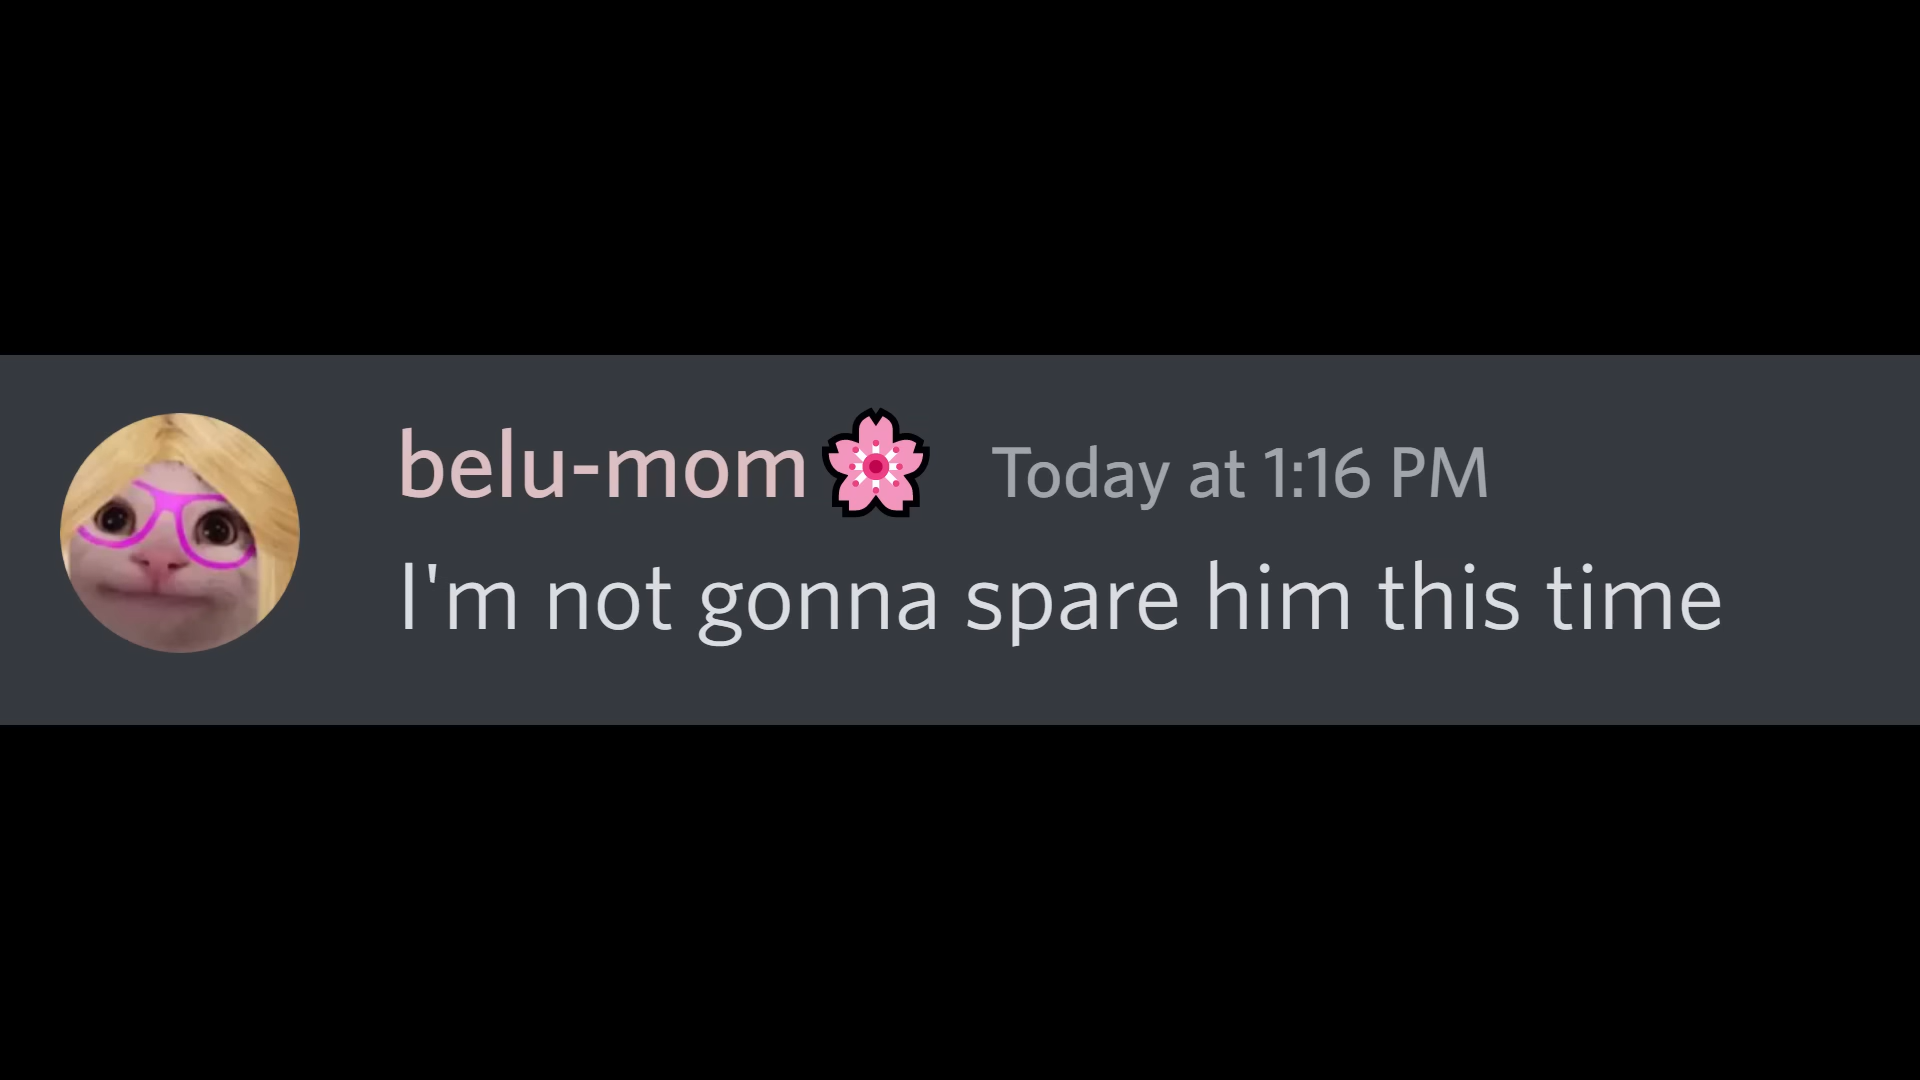 belu-mom🌸 Today at 1:16 PM
I'm not gonna spare him this time